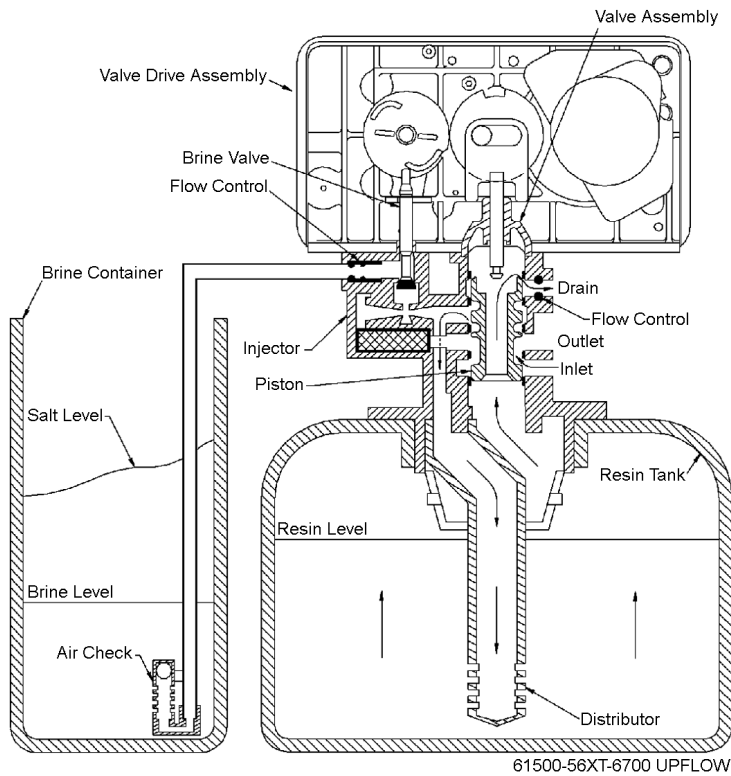 Valve Assembly
Valve Drive Assembly
Brine Valve
Flow Control
Brine Container
Drain
Flow Control
Outlet
Injector
Inlet
Piston
Salt Level
Resin Tank
Resin Level
Brine Level
Air Check
Distributor
61500-56XT-6700 UPFLOW